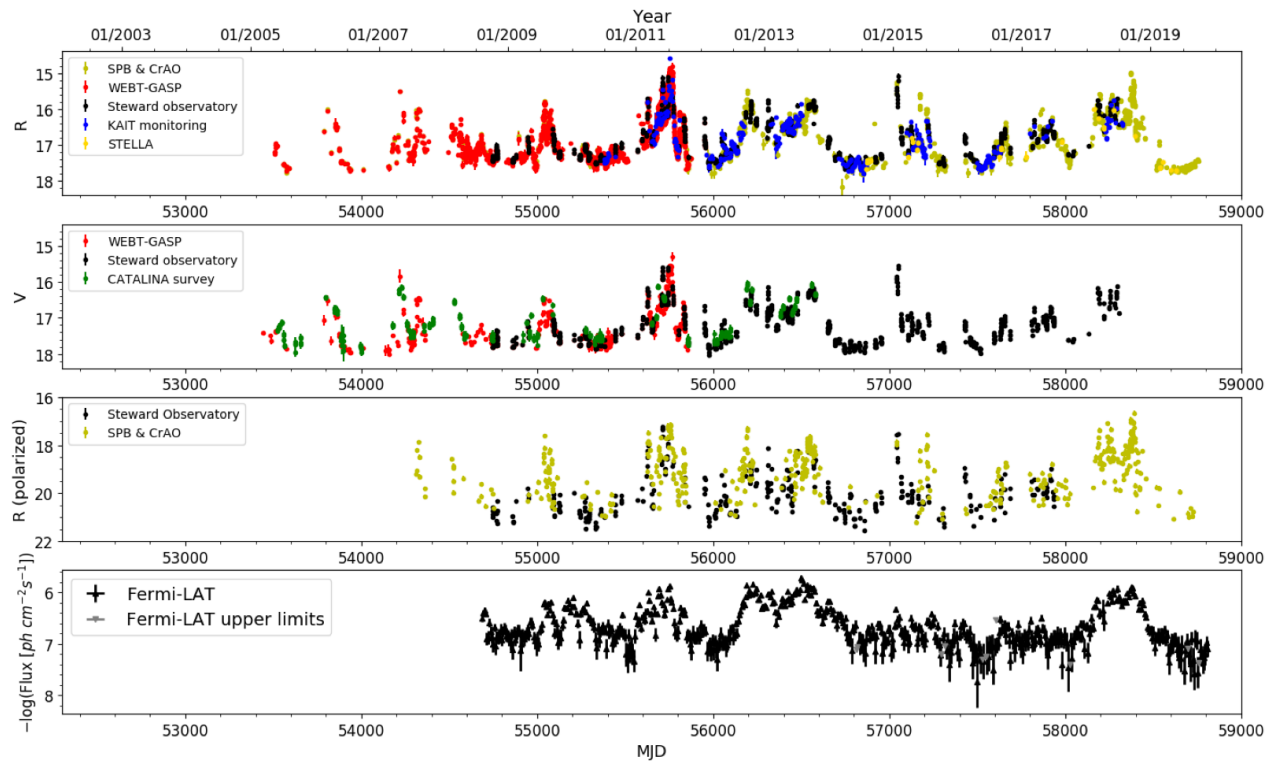 Year
01/2003 01/2005 01/2007 01/2009 01/2011 01/2013 01/2015 01/2017 01/2019
R
15
16
17
18
SPB & CrAO
WEBT-GASP
Steward observatory
KAIT monitoring
STELLA
53000 54000 55000 56000 57000 58000 59000
V
15
16
17
18
WEBT-GASP
Steward observatory
CATALINA survey
53000 54000 55000 56000 57000 58000 59000
R (polarized)
16
18
20
22
Steward Observatory
SPB & CrAO
53000 54000 55000 56000 57000 58000 59000
−log(Flux [ph cm⁻²s⁻¹])
6
7
8
Fermi-LAT
Fermi-LAT upper limits
53000 54000 55000 56000 57000 58000 59000
MJD